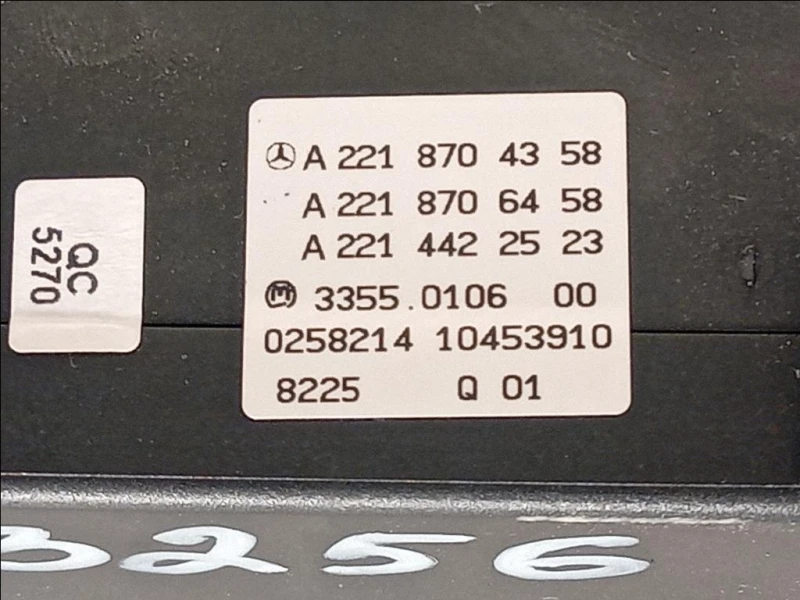 A 221 870 43 58
A 221 870 64 58
A 221 442 25 23
M 3355.0106 00
0258214 10453910
8225 Q 01
QC
5270
3256